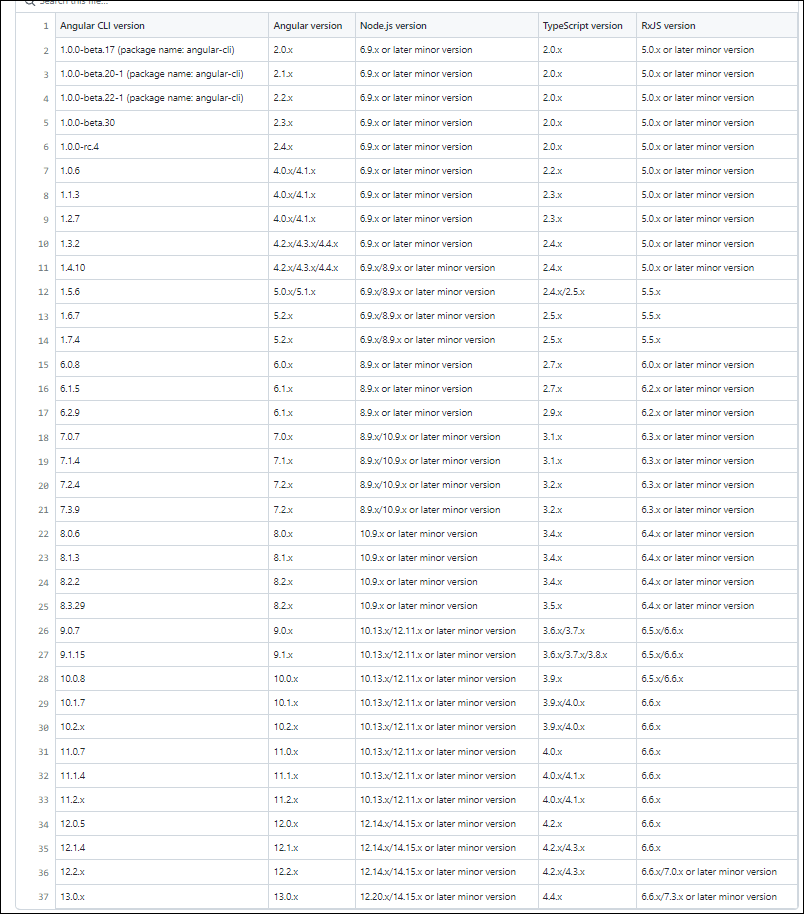 Search this file...
1 Angular CLI version Angular version Node.js version TypeScript version RxJS version
2 1.0.0-beta.17 (package name: angular-cli) 2.0.x 6.9.x or later minor version 2.0.x 5.0.x or later minor version
3 1.0.0-beta.20-1 (package name: angular-cli) 2.1.x 6.9.x or later minor version 2.0.x 5.0.x or later minor version
4 1.0.0-beta.22-1 (package name: angular-cli) 2.2.x 6.9.x or later minor version 2.0.x 5.0.x or later minor version
5 1.0.0-beta.30 2.3.x 6.9.x or later minor version 2.0.x 5.0.x or later minor version
6 1.0.0-rc.4 2.4.x 6.9.x or later minor version 2.0.x 5.0.x or later minor version
7 1.0.6 4.0.x/4.1.x 6.9.x or later minor version 2.2.x 5.0.x or later minor version
8 1.1.3 4.0.x/4.1.x 6.9.x or later minor version 2.3.x 5.0.x or later minor version
9 1.2.7 4.0.x/4.1.x 6.9.x or later minor version 2.3.x 5.0.x or later minor version
10 1.3.2 4.2.x/4.3.x/4.4.x 6.9.x or later minor version 2.4.x 5.0.x or later minor version
11 1.4.10 4.2.x/4.3.x/4.4.x 6.9.x/8.9.x or later minor version 2.4.x 5.0.x or later minor version
12 1.5.6 5.0.x/5.1.x 6.9.x/8.9.x or later minor version 2.4.x/2.5.x 5.5.x
13 1.6.7 5.2.x 6.9.x/8.9.x or later minor version 2.5.x 5.5.x
14 1.7.4 5.2.x 6.9.x/8.9.x or later minor version 2.5.x 5.5.x
15 6.0.8 6.0.x 8.9.x or later minor version 2.7.x 6.0.x or later minor version
16 6.1.5 6.1.x 8.9.x or later minor version 2.7.x 6.2.x or later minor version
17 6.2.9 6.1.x 8.9.x or later minor version 2.9.x 6.2.x or later minor version
18 7.0.7 7.0.x 8.9.x/10.9.x or later minor version 3.1.x 6.3.x or later minor version
19 7.1.4 7.1.x 8.9.x/10.9.x or later minor version 3.1.x 6.3.x or later minor version
20 7.2.4 7.2.x 8.9.x/10.9.x or later minor version 3.2.x 6.3.x or later minor version
21 7.3.9 7.2.x 8.9.x/10.9.x or later minor version 3.2.x 6.3.x or later minor version
22 8.0.6 8.0.x 10.9.x or later minor version 3.4.x 6.4.x or later minor version
23 8.1.3 8.1.x 10.9.x or later minor version 3.4.x 6.4.x or later minor version
24 8.2.2 8.2.x 10.9.x or later minor version 3.4.x 6.4.x or later minor version
25 8.3.29 8.2.x 10.9.x or later minor version 3.5.x 6.4.x or later minor version
26 9.0.7 9.0.x 10.13.x/12.11.x or later minor version 3.6.x/3.7.x 6.5.x/6.6.x
27 9.1.15 9.1.x 10.13.x/12.11.x or later minor version 3.6.x/3.7.x/3.8.x 6.5.x/6.6.x
28 10.0.8 10.0.x 10.13.x/12.11.x or later minor version 3.9.x 6.5.x/6.6.x
29 10.1.7 10.1.x 10.13.x/12.11.x or later minor version 3.9.x/4.0.x 6.6.x
30 10.2.x 10.2.x 10.13.x/12.11.x or later minor version 3.9.x/4.0.x 6.6.x
31 11.0.7 11.0.x 10.13.x/12.11.x or later minor version 4.0.x 6.6.x
32 11.1.4 11.1.x 10.13.x/12.11.x or later minor version 4.0.x/4.1.x 6.6.x
33 11.2.x 11.2.x 10.13.x/12.11.x or later minor version 4.0.x/4.1.x 6.6.x
34 12.0.5 12.0.x 12.14.x/14.15.x or later minor version 4.2.x 6.6.x
35 12.1.4 12.1.x 12.14.x/14.15.x or later minor version 4.2.x/4.3.x 6.6.x
36 12.2.x 12.2.x 12.14.x/14.15.x or later minor version 4.2.x/4.3.x 6.6.x/7.0.x or later minor version
37 13.0.x 13.0.x 12.20.x/14.15.x or later minor version 4.4.x 6.6.x/7.3.x or later minor version